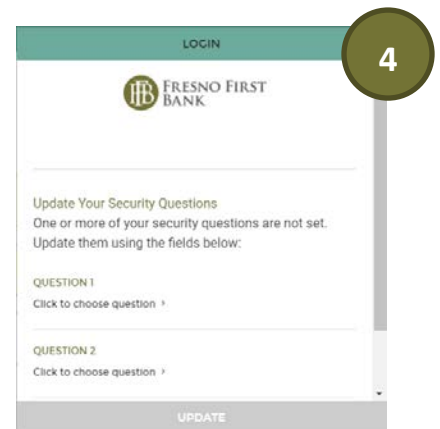 LOGIN
4
FFB
FRESNO FIRST
BANK
Update Your Security Questions
One or more of your security questions are not set.
Update them using the fields below:
QUESTION 1
Click to choose question ›
QUESTION 2
Click to choose question ›
UPDATE